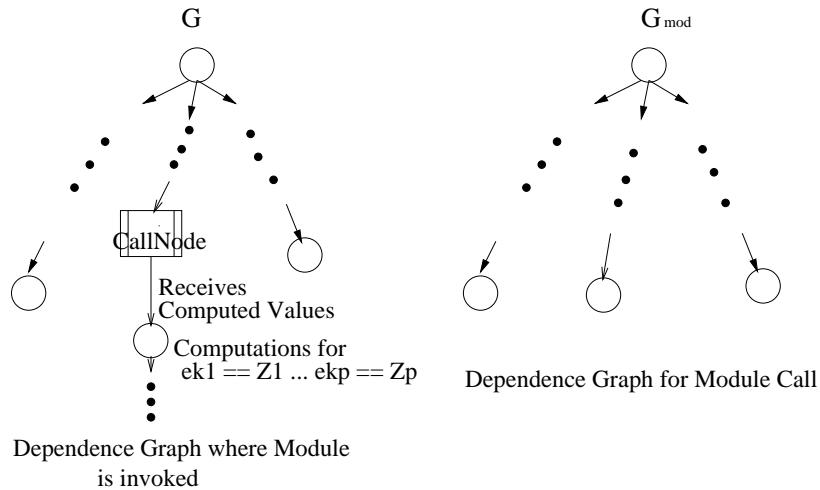 G
G mod
CallNode
Receives
Computed Values
Computations for
ek1 == Z1 ... ekp == Zp
Dependence Graph for Module Call
Dependence Graph where Module
is invoked